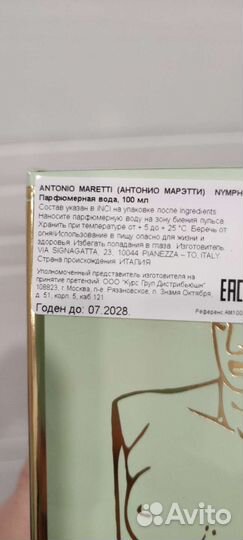 ANTONIO MARETTI (АНТОНИО МАРЭТТИ) NYMPH
Парфюмерная вода, 100 мл
Состав указан в INCI на упаковке после Ingredients
Наносите парфюмерную воду на зону биения пульса.
Хранить при температуре от + 5 до + 25 °C. Беречь от
огня!Использование в пищу опасно для жизни и
здоровья. Избегать попадания в глаза. Изготовитель
VIA SIGNAGATTA, 23, 10044 PIANEZZA – TO, ITALY.
Страна происхождения: ИТАЛИЯ
Уполномоченный представитель изготовителя на
принятие претензий: ООО "Курс Груп Дистрибьюшн"
108823, г.Москва, п-е. Рязановское, п. Знамя Октября,
д. 51, корп. 5, каб 121
EAC
Годен до: 07.2028.
Референс AM100
Avito